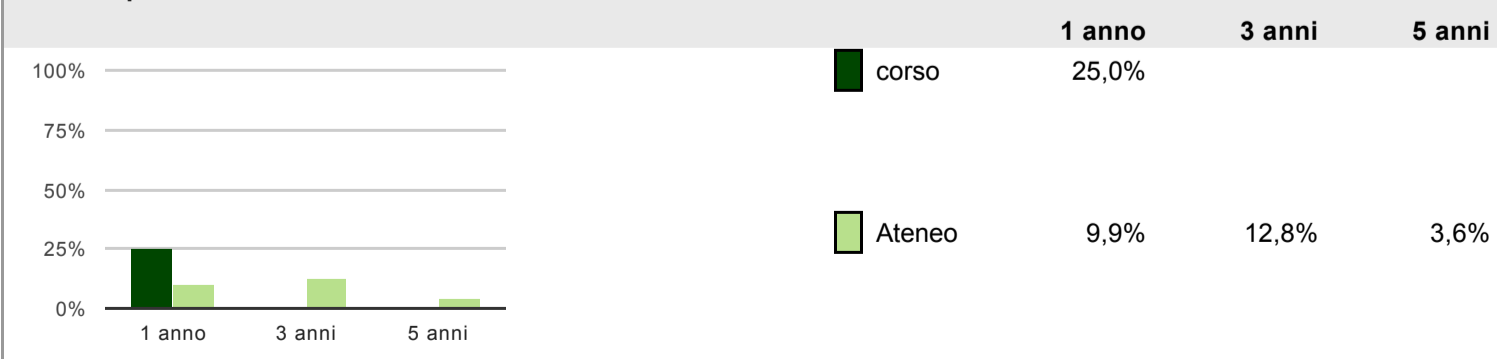 1 anno 3 anni 5 anni
100%
75%
50%
25%
0%
1 anno 3 anni 5 anni
corso 25,0%
Ateneo 9,9% 12,8% 3,6%